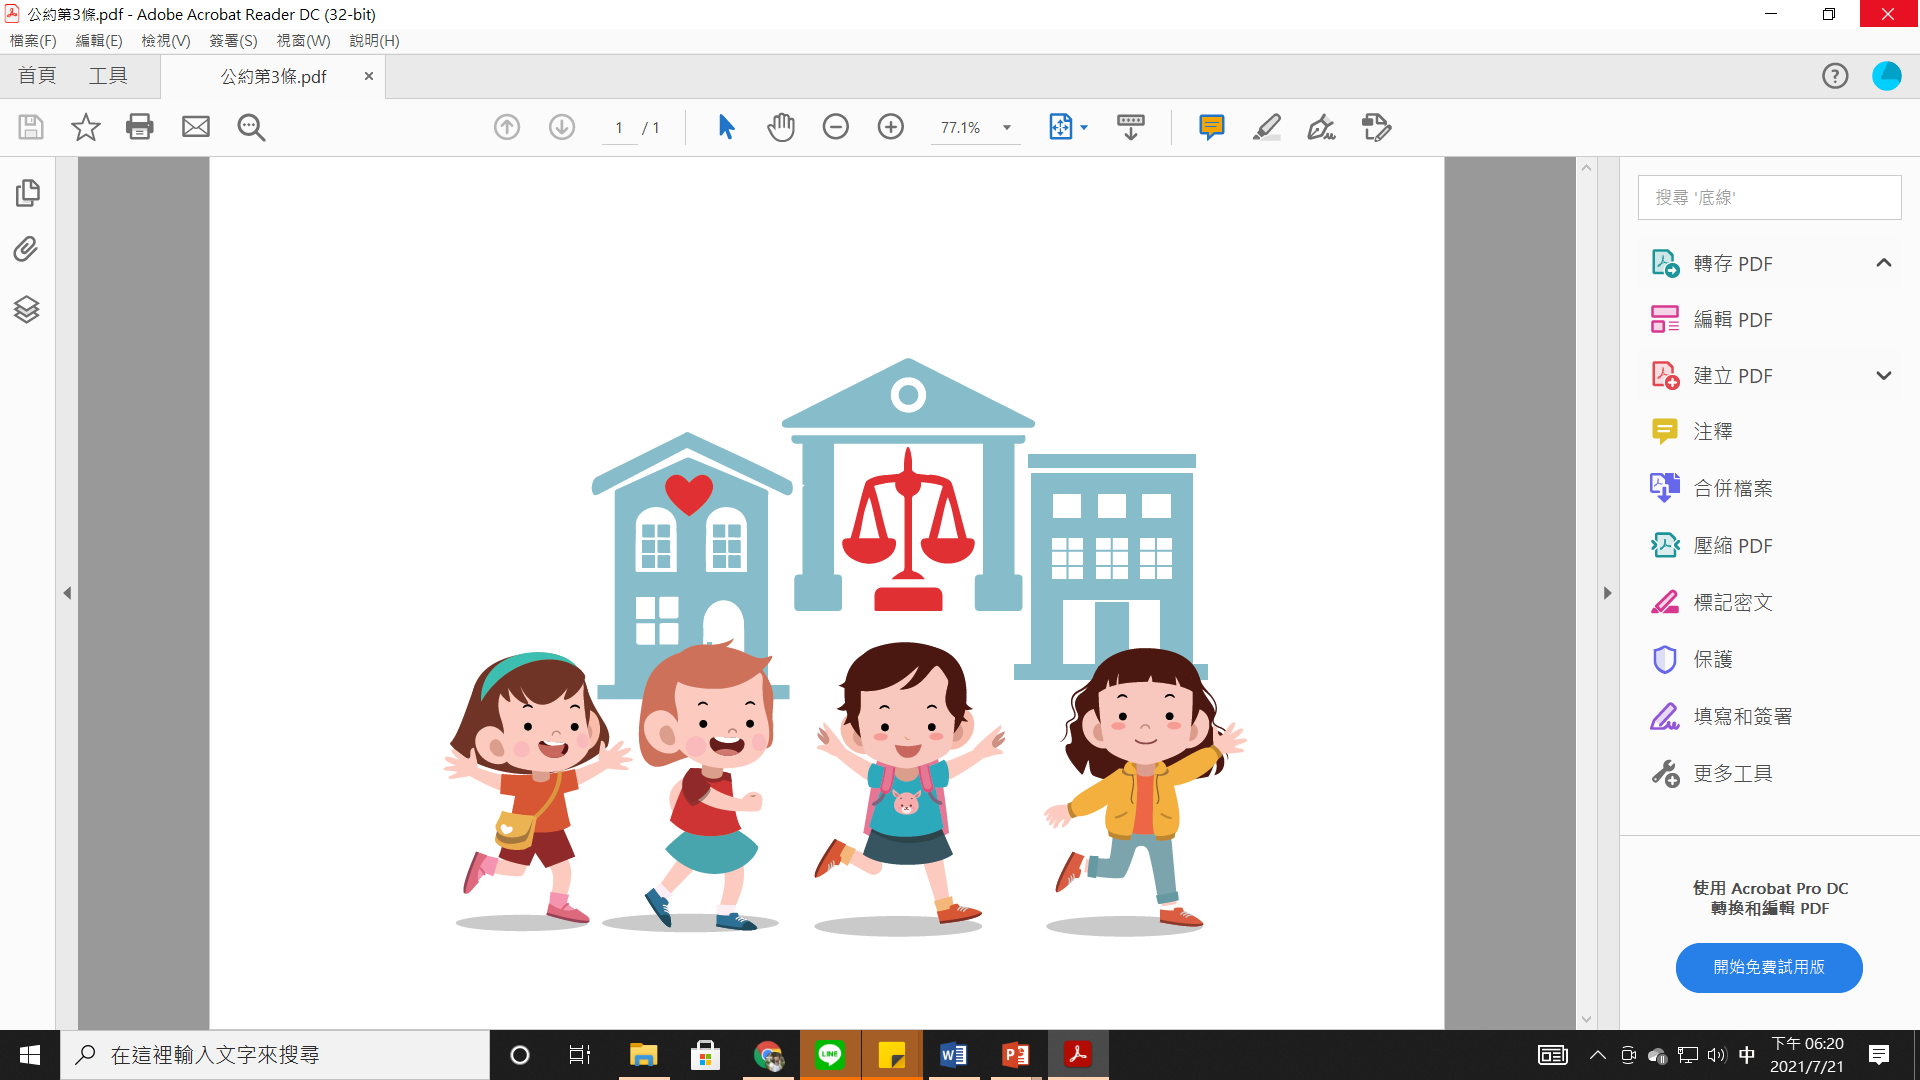 公約第3條.pdf - Adobe Acrobat Reader DC (32-bit)
檔案(F) 編輯(E) 檢視(V) 簽署(S) 視窗(W) 說明(H)
首頁 工具 公約第3條.pdf ×
1 / 1 77.1%
搜尋 '底線'
轉存 PDF
編輯 PDF
建立 PDF
注釋
合併檔案
壓縮 PDF
標記密文
保護
填寫和簽署
更多工具
使用 Acrobat Pro DC
轉換和編輯 PDF
開始免費試用版
在這裡輸入文字來搜尋
LINE
中
下午 06:20
2021/7/21